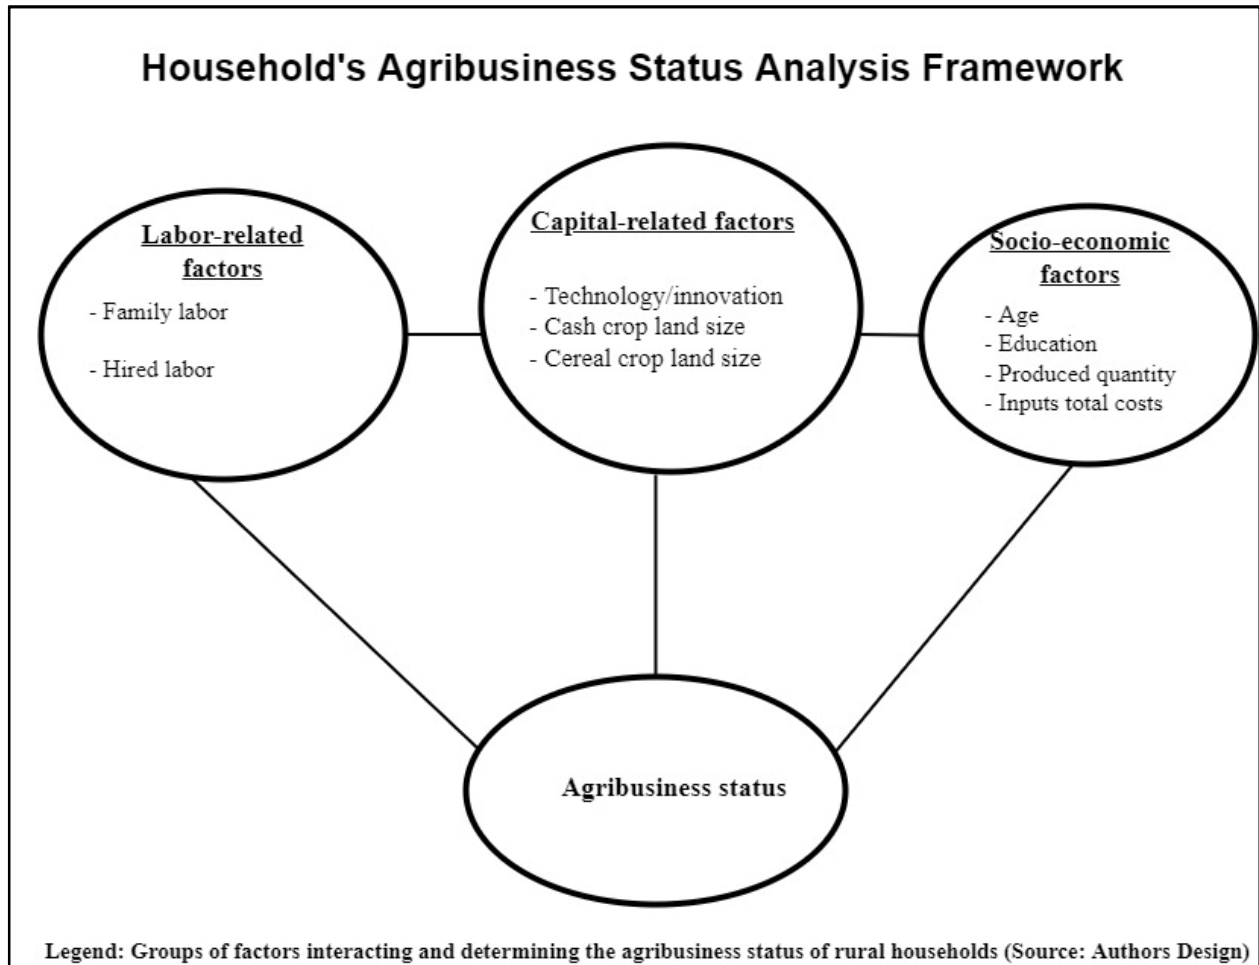 Household's Agribusiness Status Analysis Framework
Labor-related
factors
- Family labor
- Hired labor
Capital-related factors
- Technology/innovation
- Cash crop land size
- Cereal crop land size
Socio-economic
factors
- Age
- Education
- Produced quantity
- Inputs total costs
Agribusiness status
Legend: Groups of factors interacting and determining the agribusiness status of rural households (Source: Authors Design)